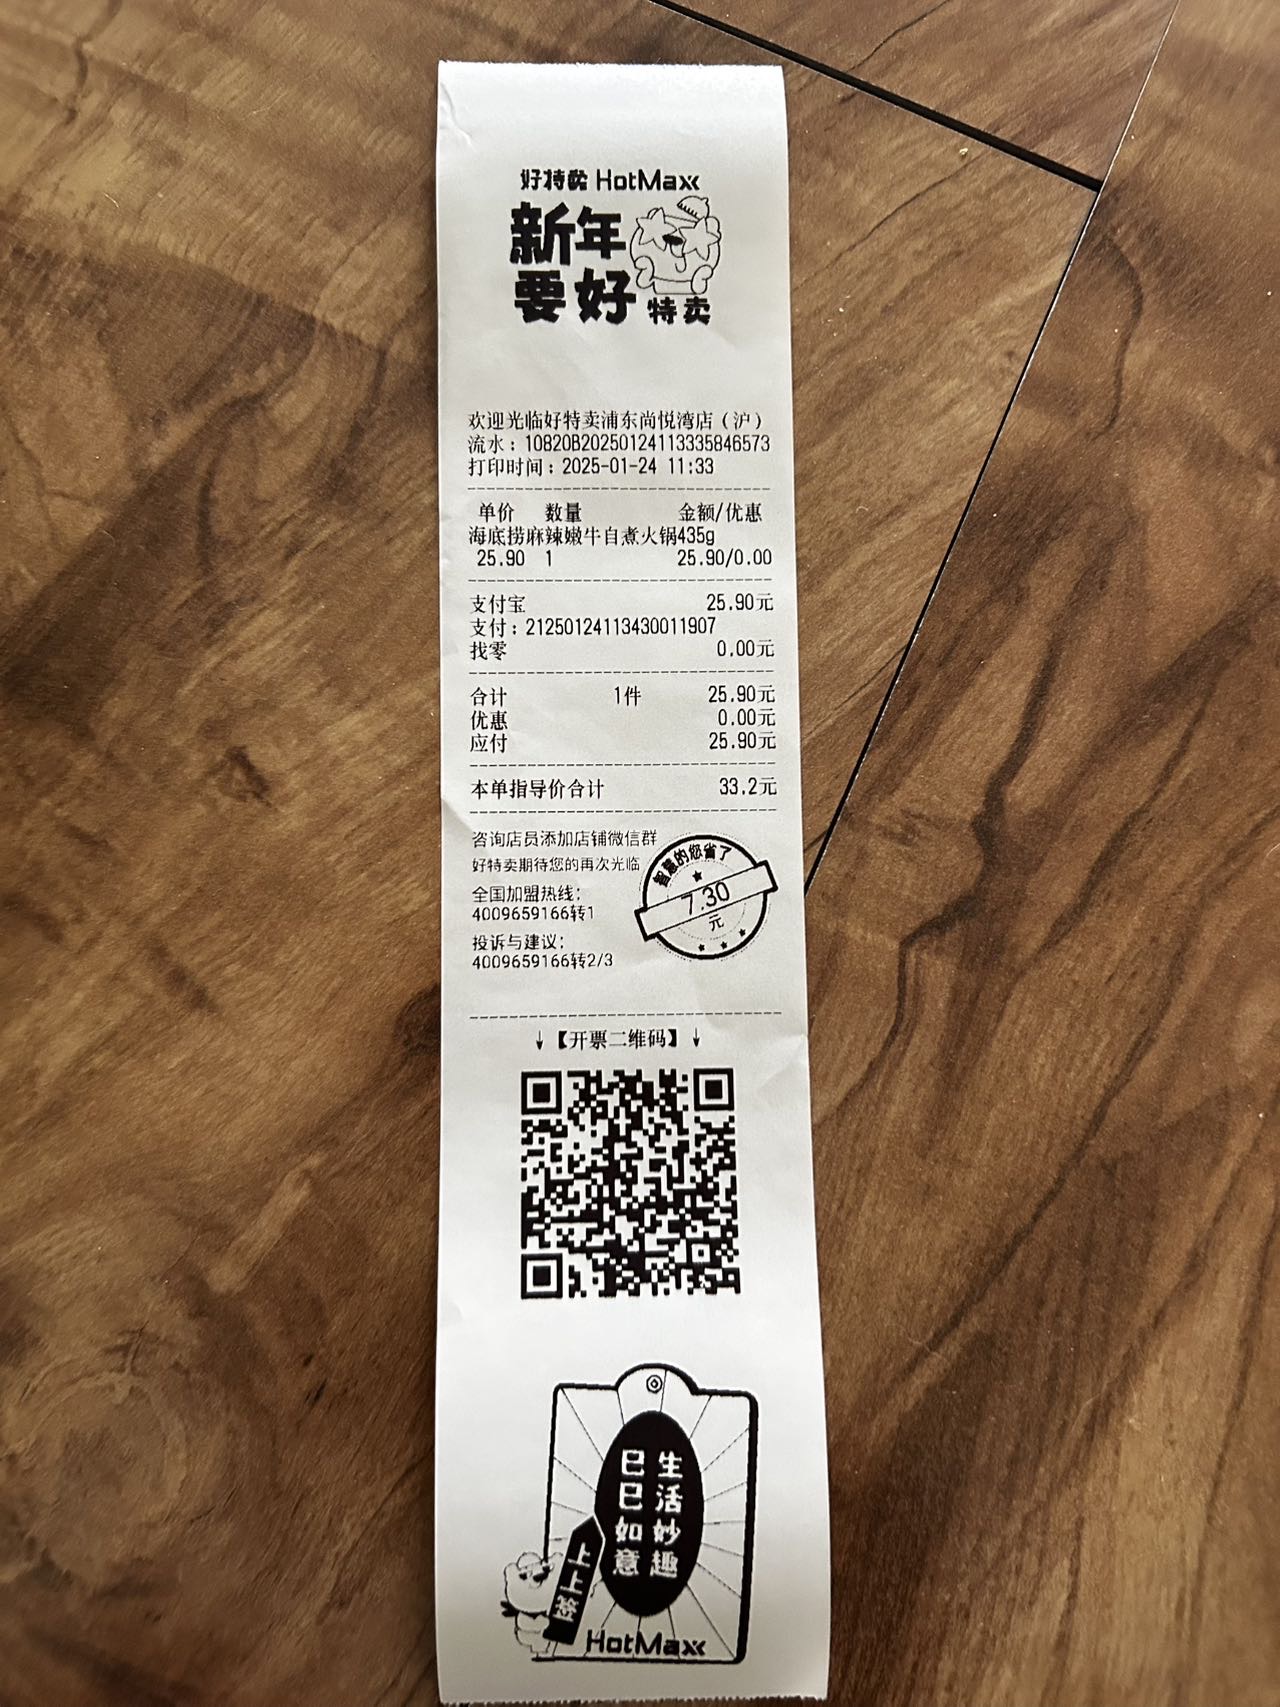 好特卖 HotMaxx
新年
要好特卖
欢迎光临好特卖浦东尚悦湾店（沪）
流水：10820B20250124113335846573
打印时间：2025-01-24 11:33
单价 数量 金额/优惠
海底捞麻辣嫩牛自煮火锅435g
25.90 1 25.90/0.00
支付宝 25.90元
支付：21250124113430011907
找零 0.00元
合计 1件 25.90元
优惠 0.00元
应付 25.90元
本单指导价合计 33.2元
咨询店员添加店铺微信群
好特卖期待您的再次光临
全国加盟热线：
4009659166转1
投诉与建议：
4009659166转2/3
智慧的您省了
7.30
元
↓【开票二维码】↓
生活妙趣
巳巳如意
上上签
HotMaxx